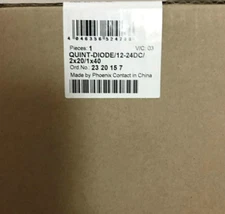 Pieces: 1 V/C: 03
QUINT-DIODE/12-24DC/
2x20/1x40
Ord.No.: 23 20 15 7
Made by Phoenix Contact in China